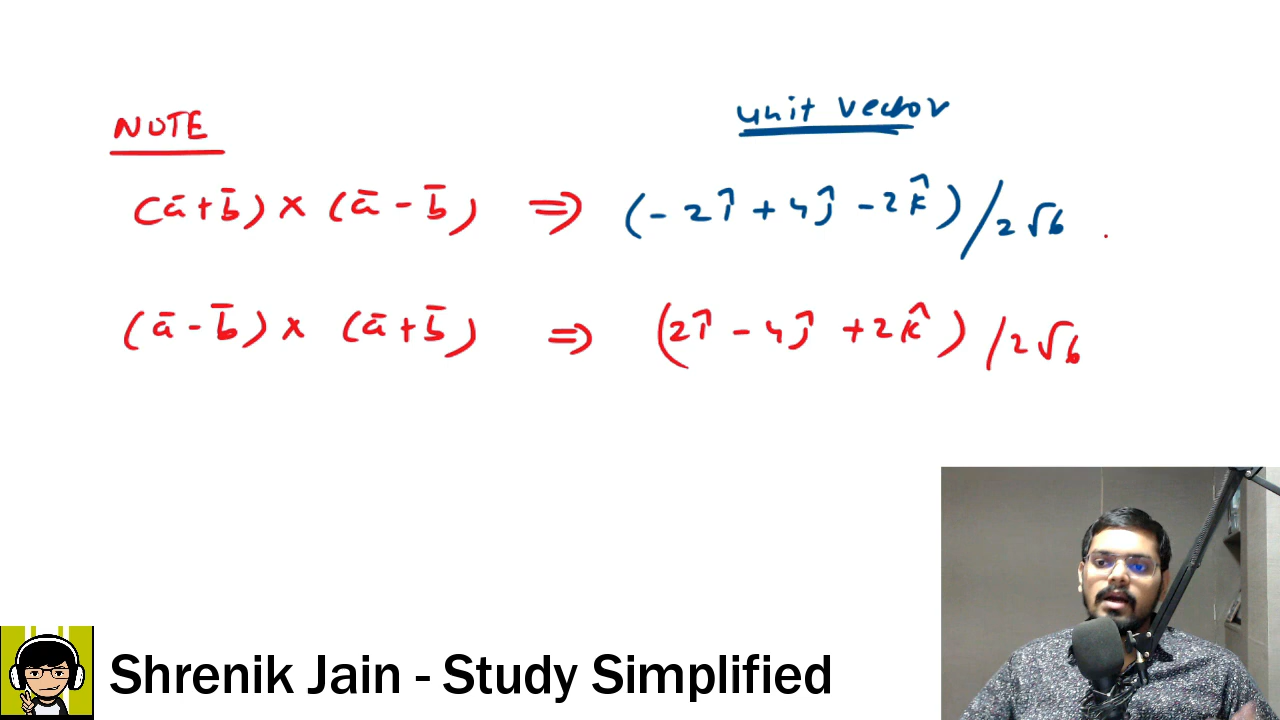 NOTE
unit vector
(ā + b̄) × (ā - b̄) ⇒ (-2î + 4ĵ - 2k̂) / 2√6
(ā - b̄) × (ā + b̄) ⇒ (2î - 4ĵ + 2k̂) / 2√6
Shrenik Jain - Study Simplified